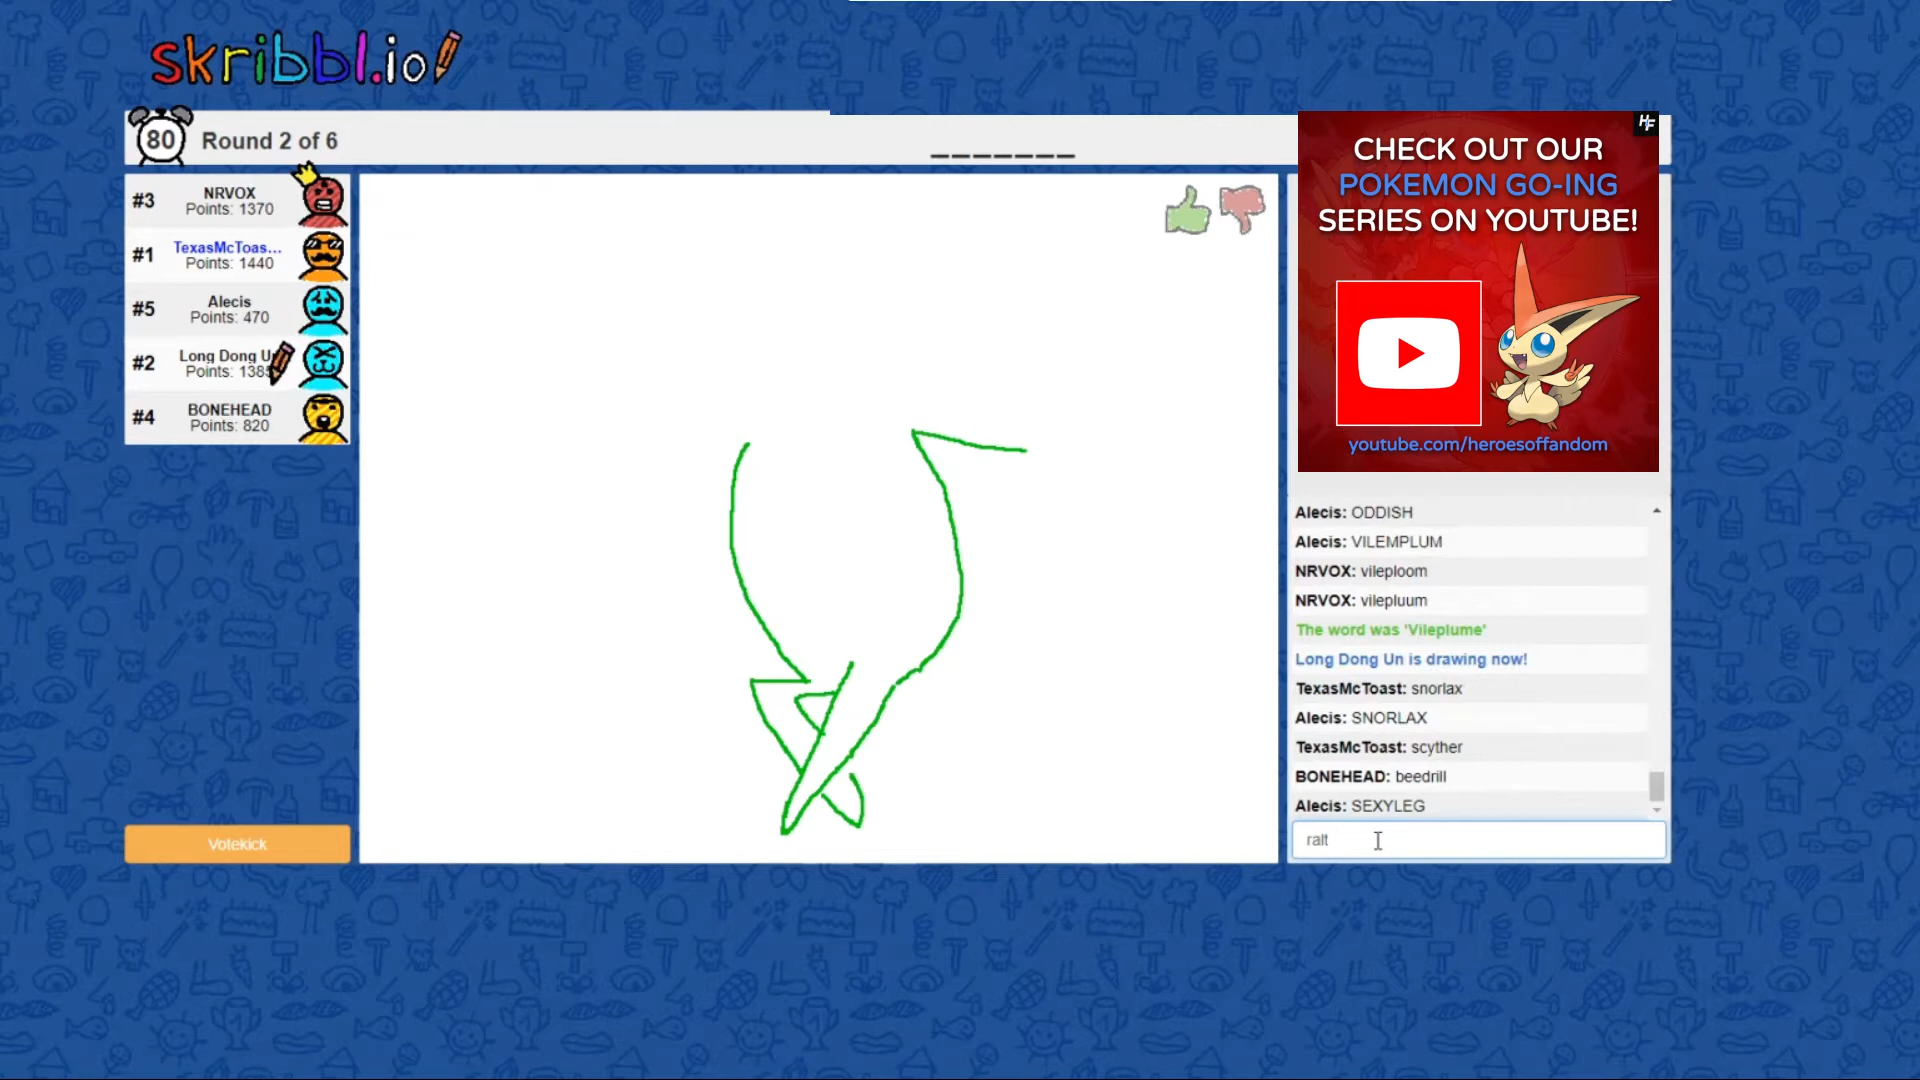 skribbl.io
80
Round 2 of 6
_______
#3
NRVOX
Points: 1370
#1
TexasMcToas...
Points: 1440
#5
Alecis
Points: 470
#2
Long Dong U
Points: 1385
#4
BONEHEAD
Points: 820
Votekick
HF
CHECK OUT OUR
POKEMON GO-ING
SERIES ON YOUTUBE!
youtube.com/heroesoffandom
Alecis: ODDISH
Alecis: VILEMPLUM
NRVOX: vileploom
NRVOX: vilepluum
The word was 'Vileplume'
Long Dong Un is drawing now!
TexasMcToast: snorlax
Alecis: SNORLAX
TexasMcToast: scyther
BONEHEAD: beedrill
Alecis: SEXYLEG
ralt